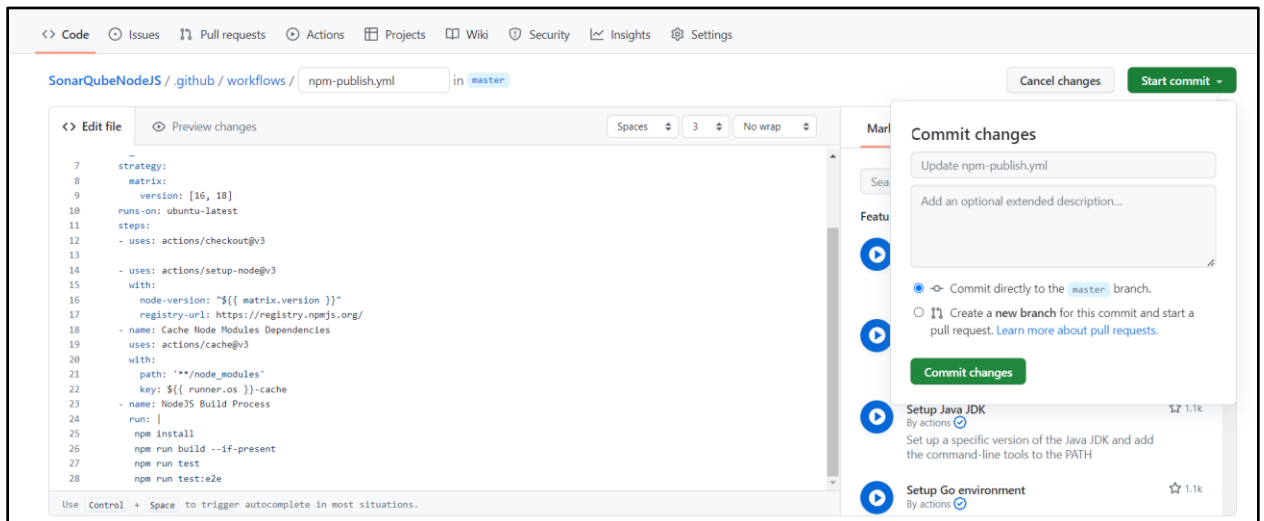 Code Issues Pull requests Actions Projects Wiki Security Insights Settings
SonarQubeNodeJS / .github / workflows / npm-publish.yml in master
Cancel changes
Start commit
Edit file
Preview changes
Spaces 3 No wrap
7 strategy:
8 matrix:
9 version: [16, 18]
10 runs-on: ubuntu-latest
11 steps:
12 - uses: actions/checkout@v3
13
14 - uses: actions/setup-node@v3
15 with:
16 node-version: "${{ matrix.version }}"
17 registry-url: https://registry.npmjs.org/
18 - name: Cache Node Modules Dependencies
19 uses: actions/cache@v3
20 with:
21 path: '**/node_modules'
22 key: ${{ runner.os }}-cache
23 - name: NodeJS Build Process
24 run: |
25 npm install
26 npm run build --if-present
27 npm run test
28 npm run test:e2e
Use Control + Space to trigger autocomplete in most situations.
Mar
Sea
Featu
Commit changes
Update npm-publish.yml
Add an optional extended description...
Commit directly to the master branch.
Create a new branch for this commit and start a
pull request. Learn more about pull requests.
Commit changes
Setup Java JDK 1.1k
By actions
Set up a specific version of the Java JDK and add
the command-line tools to the PATH
Setup Go environment 1.1k
By actions